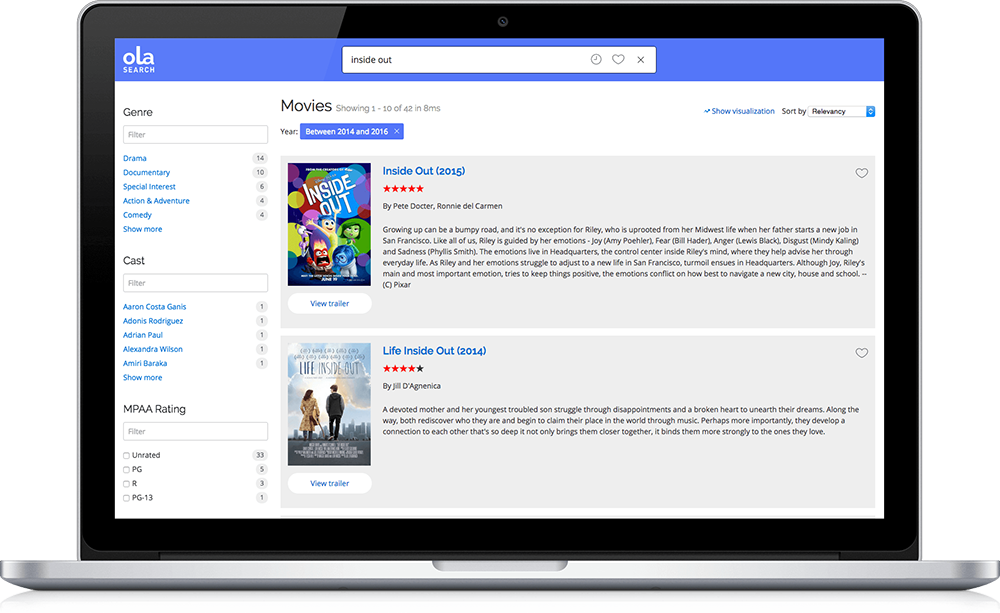 ola
SEARCH
inside out
Genre
Filter
Drama 14
Documentary 10
Special Interest 6
Action & Adventure 4
Comedy 4
Show more
Cast
Filter
Aaron Costa Ganis 1
Adonis Rodriguez 1
Adrian Paul 1
Alexandra Wilson 1
Amiri Baraka 1
Show more
MPAA Rating
Filter
Unrated 33
PG 5
R 3
PG-13 1
Movies Showing 1 - 10 of 42 in 8ms
Show visualization Sort by Relevancy
Year: Between 2014 and 2016 ×
INSIDE
OUT
JUNE 19
View trailer
Inside Out (2015)
By Pete Docter, Ronnie del Carmen
Growing up can be a bumpy road, and it's no exception for Riley, who is uprooted from her Midwest life when her father starts a new job in
San Francisco. Like all of us, Riley is guided by her emotions - Joy (Amy Poehler), Fear (Bill Hader), Anger (Lewis Black), Disgust (Mindy Kaling)
and Sadness (Phyllis Smith). The emotions live in Headquarters, the control center inside Riley's mind, where they help advise her through
everyday life. As Riley and her emotions struggle to adjust to a new life in San Francisco, turmoil ensues in Headquarters. Although Joy, Riley's
main and most important emotion, tries to keep things positive, the emotions conflict on how best to navigate a new city, house and school. --
(C) Pixar
LIFE INSIDE OUT
View trailer
Life Inside Out (2014)
By Jill D'Agnenica
A devoted mother and her youngest troubled son struggle through disappointments and a broken heart to unearth their dreams. Along the
way, both rediscover who they are and begin to claim their place in the world through music. Perhaps more importantly, they develop a
connection to each other that's so deep it not only brings them closer together, it binds them more strongly to the ones they love.